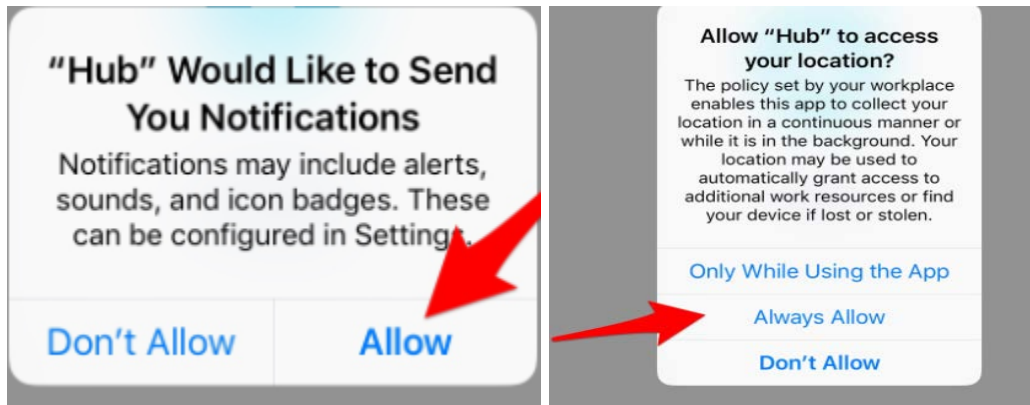 “Hub” Would Like to Send
You Notifications
Notifications may include alerts,
sounds, and icon badges. These
can be configured in Settings.
Don’t Allow
Allow
Allow “Hub” to access
your location?
The policy set by your workplace
enables this app to collect your
location in a continuous manner or
while it is in the background. Your
location may be used to
automatically grant access to
additional work resources or find
your device if lost or stolen.
Only While Using the App
Always Allow
Don’t Allow